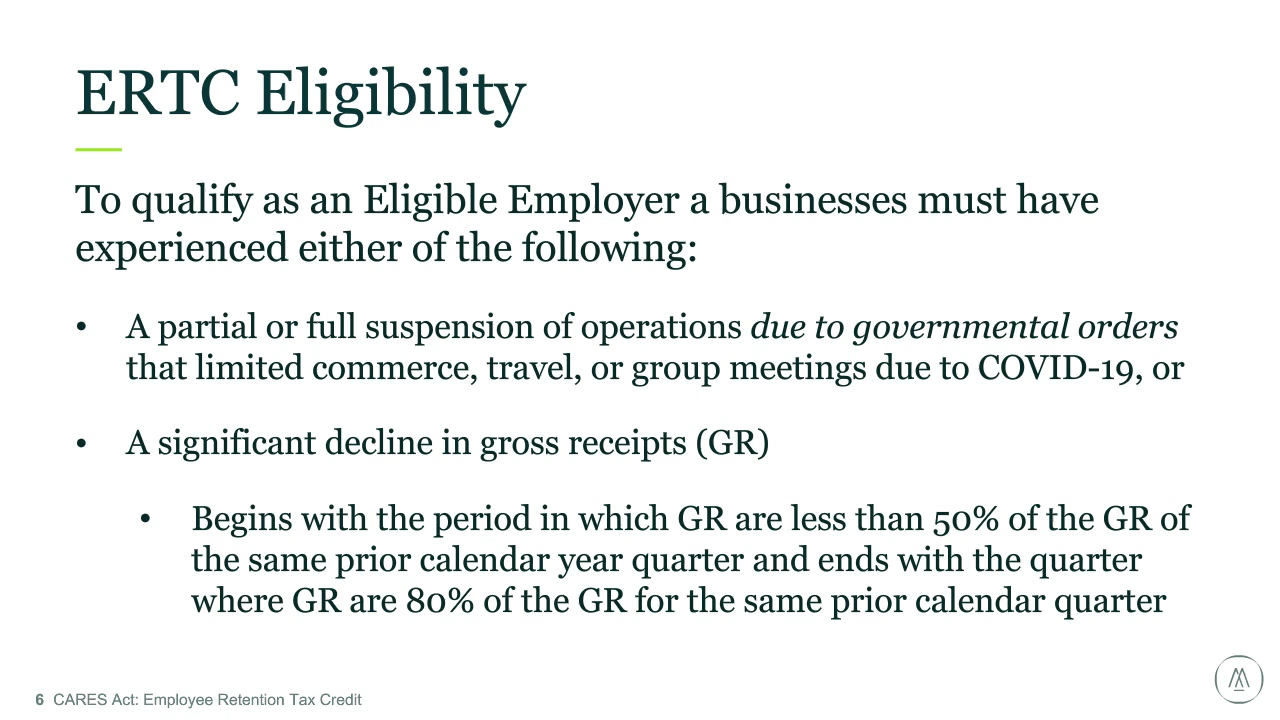 ERTC Eligibility
To qualify as an Eligible Employer a businesses must have
experienced either of the following:
• A partial or full suspension of operations due to governmental orders
that limited commerce, travel, or group meetings due to COVID-19, or
• A significant decline in gross receipts (GR)
• Begins with the period in which GR are less than 50% of the GR of
the same prior calendar year quarter and ends with the quarter
where GR are 80% of the GR for the same prior calendar quarter
6 CARES Act: Employee Retention Tax Credit